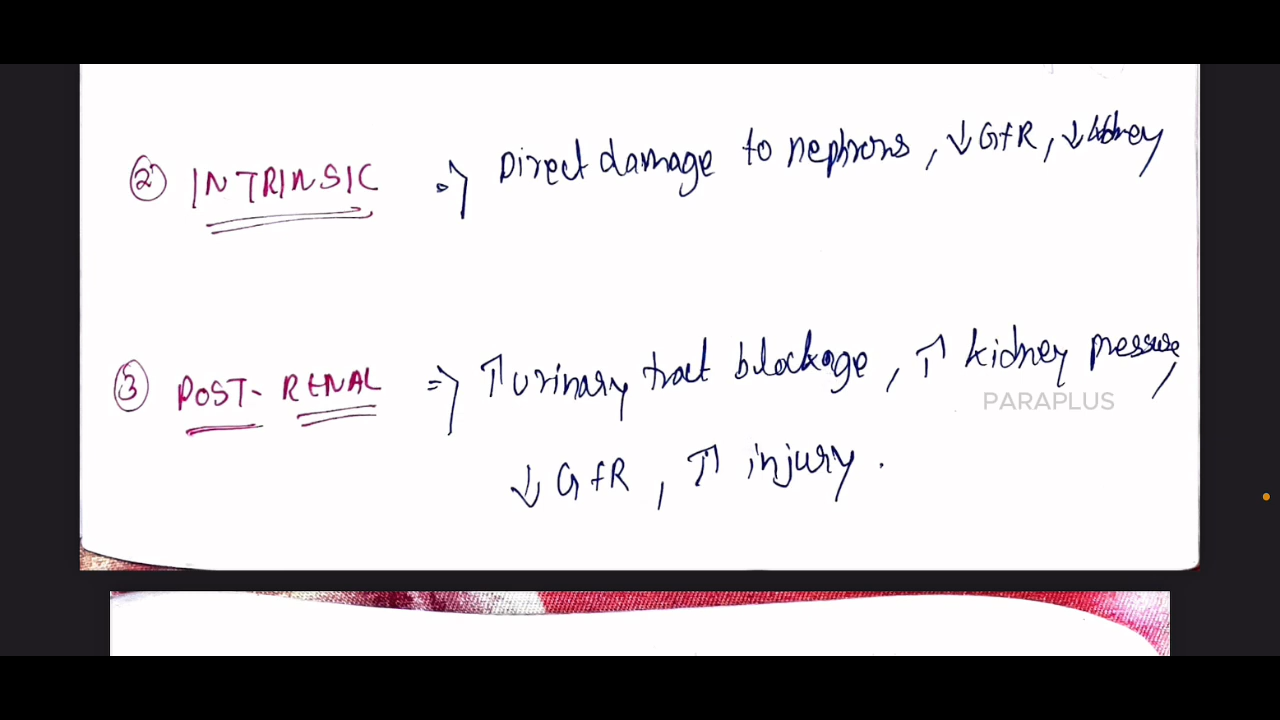 ② INTRINSIC => Direct damage to nephrons, ↓ GfR, ↓ kidney
③ POST-RENAL => ↑ urinary tract blockage, ↑ kidney pressure,
PARAPLUS
↓ GfR, ↑ injury.